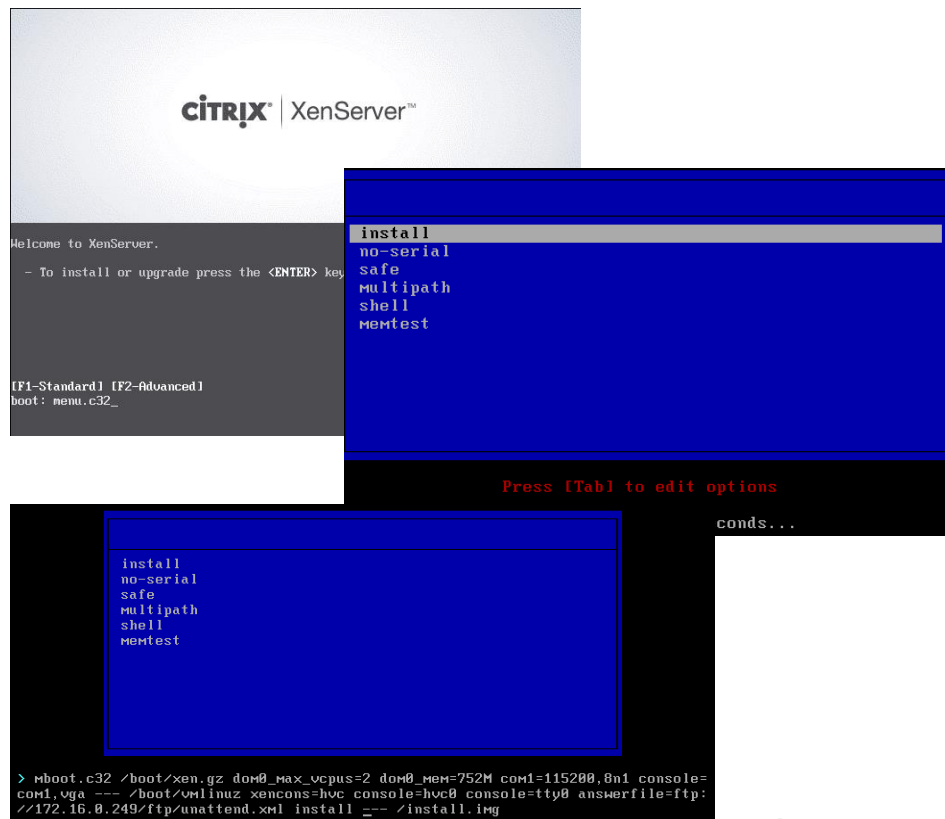 CITRIX® XenServer™
Welcome to XenServer.
- To install or upgrade press the <ENTER> key
[F1-Standard] [F2-Advanced]
boot: menu.c32_
install
no-serial
safe
multipath
shell
memtest
Press [Tab] to edit options
conds...
install
no-serial
safe
multipath
shell
memtest
> mboot.c32 /boot/xen.gz dom0_max_vcpus=2 dom0_mem=752M com1=115200,8n1 console=
com1,vga --- /boot/vmlinuz xencons=hvc console=hvc0 console=tty0 answerfile=ftp:
//172.16.0.249/ftp/unattend.xml install --- /install.img